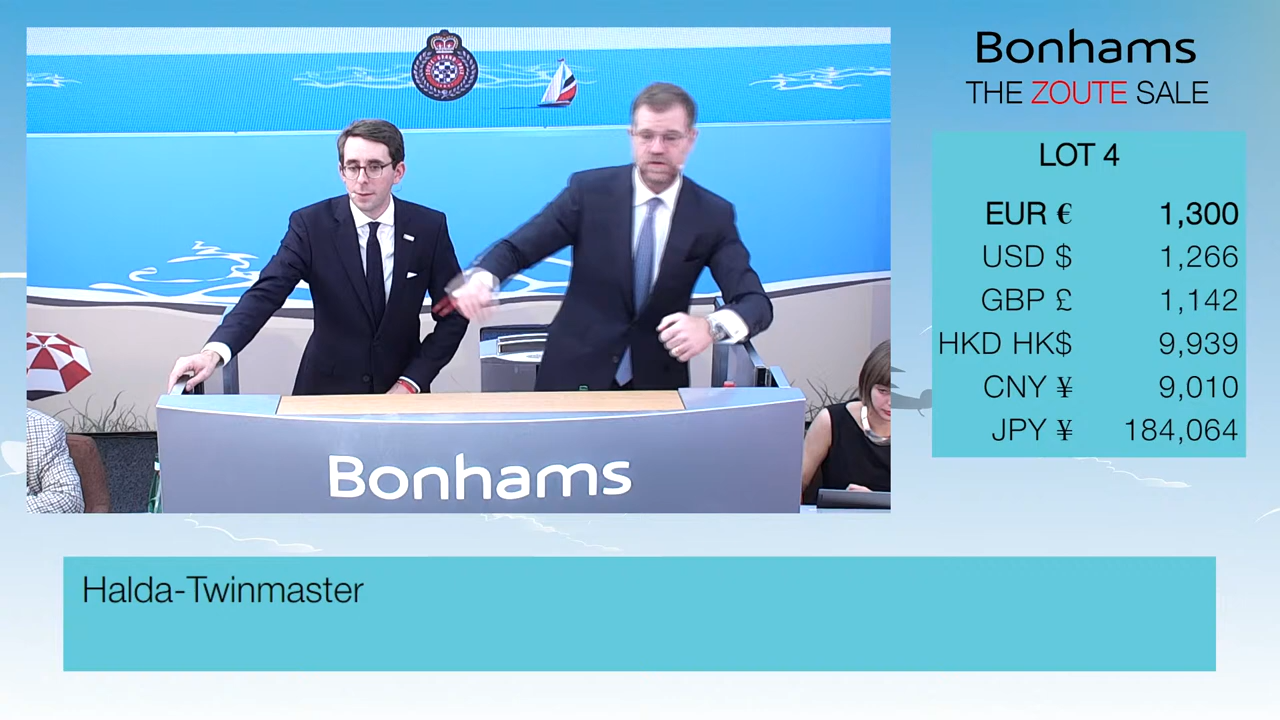 Bonhams
THE ZOUTE SALE
LOT 4
EUR € 1,300
USD $ 1,266
GBP £ 1,142
HKD HK$ 9,939
CNY ¥ 9,010
JPY ¥ 184,064
Bonhams
Halda-Twinmaster